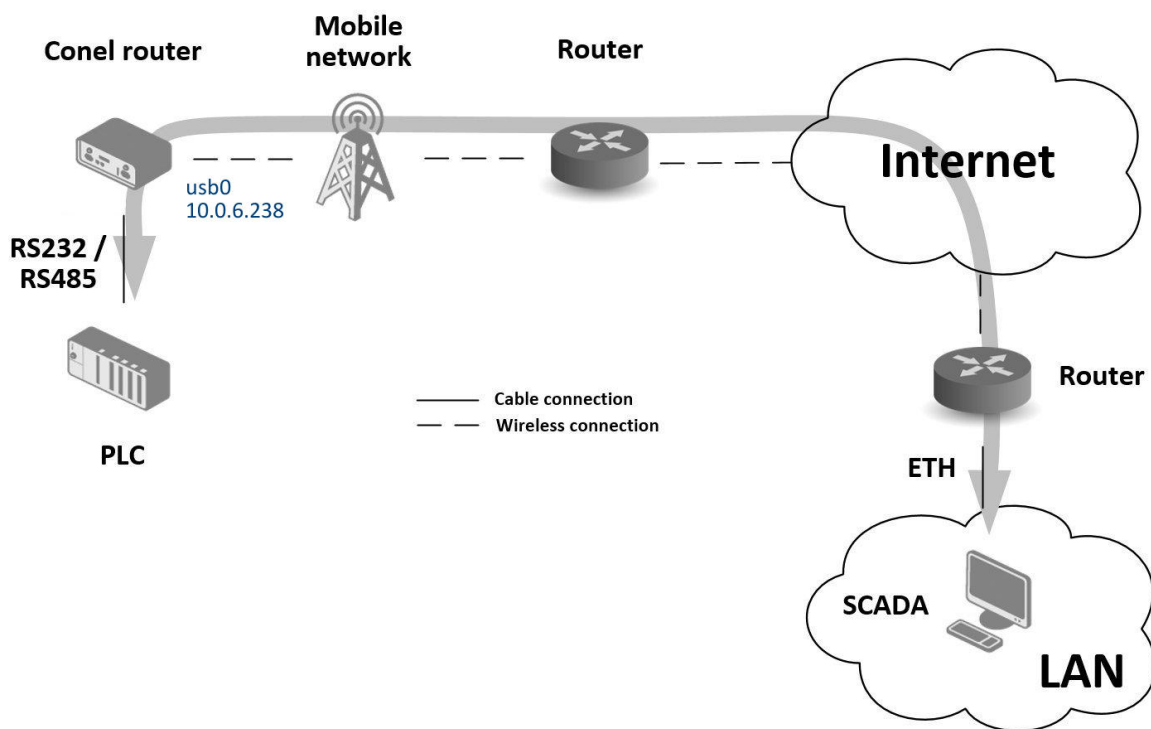 Conel router
Mobile
network
Router
Internet
usb0
10.0.6.238
RS232 /
RS485
Router
Cable connection
Wireless connection
PLC
ETH
SCADA
LAN